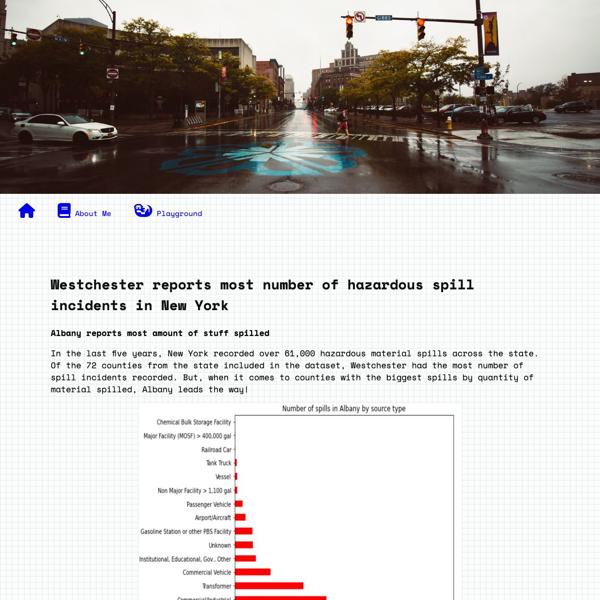 About Me
Playground
Westchester reports most number of hazardous spill
incidents in New York
Albany reports most amount of stuff spilled
In the last five years, New York recorded over 61,000 hazardous material spills across the state.
Of the 72 counties from the state included in the dataset, Westchester had the most number of
spill incidents recorded. But, when it comes to counties with the biggest spills by quantity of
material spilled, Albany leads the way!
Number of spills in Albany by source type
Chemical Bulk Storage Facility
Major Facility (MOSF) > 400,000 gal
Railroad Car
Tank Truck
Vessel
Non Major Facility > 1,100 gal
Passenger Vehicle
Airport/Aircraft
Gasoline Station or other PBS Facility
Unknown
Institutional, Educational, Gov., Other
Commercial Vehicle
Transformer
Commercial/Industrial